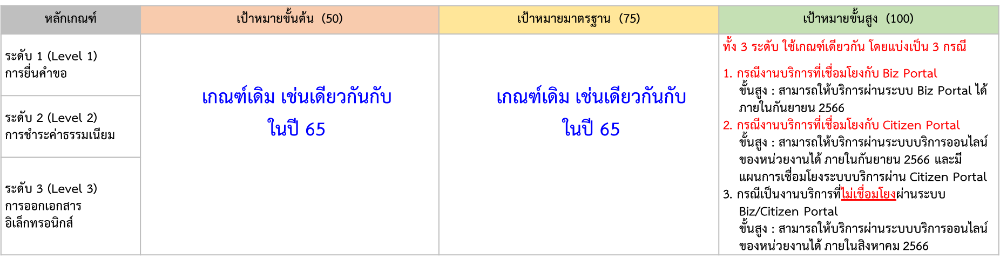 หลักเกณฑ์
เป้าหมายขั้นต้น (50)
เป้าหมายมาตรฐาน (75)
เป้าหมายขั้นสูง (100)
ระดับ 1 (Level 1)
การยื่นคำขอ
ระดับ 2 (Level 2)
การชำระค่าธรรมเนียม
ระดับ 3 (Level 3)
การออกเอกสาร
อิเล็กทรอนิกส์
เกณฑ์เดิม เช่นเดียวกันกับ
ในปี 65
เกณฑ์เดิม เช่นเดียวกันกับ
ในปี 65
ทั้ง 3 ระดับ ใช้เกณฑ์เดียวกัน โดยแบ่งเป็น 3 กรณี
1. กรณีงานบริการที่เชื่อมโยงกับ Biz Portal
ขั้นสูง : สามารถให้บริการผ่านระบบ Biz Portal ได้
ภายในกันยายน 2566
2. กรณีงานบริการที่เชื่อมโยงกับ Citizen Portal
ขั้นสูง : สามารถให้บริการผ่านระบบบริการออนไลน์
ของหน่วยงานได้ ภายในกันยายน 2566 และมี
แผนการเชื่อมโยงระบบบริการผ่าน Citizen Portal
3. กรณีเป็นงานบริการที่ไม่เชื่อมโยงผ่านระบบ
Biz/Citizen Portal
ขั้นสูง : สามารถให้บริการผ่านระบบบริการออนไลน์
ของหน่วยงานได้ ภายในสิงหาคม 2566